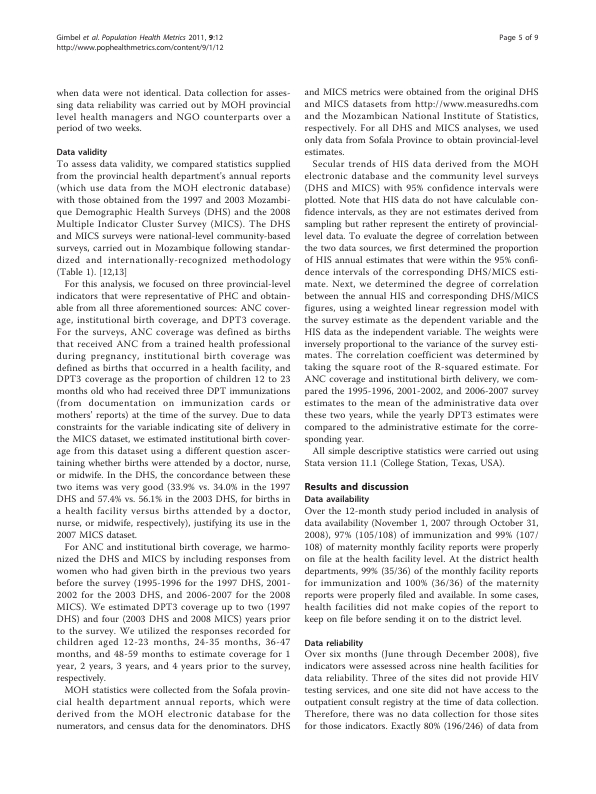 Gimbel et al. Population Health Metrics 2011, 9:12
http://www.pophealthmetrics.com/content/9/1/12
Page 5 of 9
when data were not identical. Data collection for asses-
sing data reliability was carried out by MOH provincial
level health managers and NGO counterparts over a
period of two weeks.
Data validity
To assess data validity, we compared statistics supplied
from the provincial health department's annual reports
(which use data from the MOH electronic database)
with those obtained from the 1997 and 2003 Mozambi-
que Demographic Health Surveys (DHS) and the 2008
Multiple Indicator Cluster Survey (MICS). The DHS
and MICS surveys were national-level community-based
surveys, carried out in Mozambique following standar-
dized and internationally-recognized methodology
(Table 1). [12,13]
For this analysis, we focused on three provincial-level
indicators that were representative of PHC and obtain-
able from all three aforementioned sources: ANC cover-
age, institutional birth coverage, and DPT3 coverage.
For the surveys, ANC coverage was defined as births
that received ANC from a trained health professional
during pregnancy, institutional birth coverage was
defined as births that occurred in a health facility, and
DPT3 coverage as the proportion of children 12 to 23
months old who had received three DPT immunizations
(from documentation on immunization cards or
mothers' reports) at the time of the survey. Due to data
constraints for the variable indicating site of delivery in
the MICS dataset, we estimated institutional birth cover-
age from this dataset using a different question ascer-
taining whether births were attended by a doctor, nurse,
or midwife. In the DHS, the concordance between these
two items was very good (33.9% vs. 34.0% in the 1997
DHS and 57.4% vs. 56.1% in the 2003 DHS, for births in
a health facility versus births attended by a doctor,
nurse, or midwife, respectively), justifying its use in the
2007 MICS dataset.
For ANC and institutional birth coverage, we harmo-
nized the DHS and MICS by including responses from
women who had given birth in the previous two years
before the survey (1995-1996 for the 1997 DHS, 2001-
2002 for the 2003 DHS, and 2006-2007 for the 2008
MICS). We estimated DPT3 coverage up to two (1997
DHS) and four (2003 DHS and 2008 MICS) years prior
to the survey. We utilized the responses recorded for
children aged 12-23 months, 24-35 months, 36-47
months, and 48-59 months to estimate coverage for 1
year, 2 years, 3 years, and 4 years prior to the survey,
respectively.
MOH statistics were collected from the Sofala provin-
cial health department annual reports, which were
derived from the MOH electronic database for the
numerators, and census data for the denominators. DHS
and MICS metrics were obtained from the original DHS
and MICS datasets from http://www.measuredhs.com
and the Mozambican National Institute of Statistics,
respectively. For all DHS and MICS analyses, we used
only data from Sofala Province to obtain provincial-level
estimates.
Secular trends of HIS data derived from the MOH
electronic database and the community level surveys
(DHS and MICS) with 95% confidence intervals were
plotted. Note that HIS data do not have calculable con-
fidence intervals, as they are not estimates derived from
sampling but rather represent the entirety of provincial-
level data. To evaluate the degree of correlation between
the two data sources, we first determined the proportion
of HIS annual estimates that were within the 95% confi-
dence intervals of the corresponding DHS/MICS esti-
mate. Next, we determined the degree of correlation
between the annual HIS and corresponding DHS/MICS
figures, using a weighted linear regression model with
the survey estimate as the dependent variable and the
HIS data as the independent variable. The weights were
inversely proportional to the variance of the survey esti-
mates. The correlation coefficient was determined by
taking the square root of the R-squared estimate. For
ANC coverage and institutional birth delivery, we com-
pared the 1995-1996, 2001-2002, and 2006-2007 survey
estimates to the mean of the administrative data over
these two years, while the yearly DPT3 estimates were
compared to the administrative estimate for the corre-
sponding year.
All simple descriptive statistics were carried out using
Stata version 11.1 (College Station, Texas, USA).
Results and discussion
Data availability
Over the 12-month study period included in analysis of
data availability (November 1, 2007 through October 31,
2008), 97% (105/108) of immunization and 99% (107/
108) of maternity monthly facility reports were properly
on file at the health facility level. At the district health
departments, 99% (35/36) of the monthly facility reports
for immunization and 100% (36/36) of the maternity
reports were properly filed and available. In some cases,
health facilities did not make copies of the report to
keep on file before sending it on to the district level.
Data reliability
Over six months (June through December 2008), five
indicators were assessed across nine health facilities for
data reliability. Three of the sites did not provide HIV
testing services, and one site did not have access to the
outpatient consult registry at the time of data collection.
Therefore, there was no data collection for those sites
for those indicators. Exactly 80% (196/246) of data from